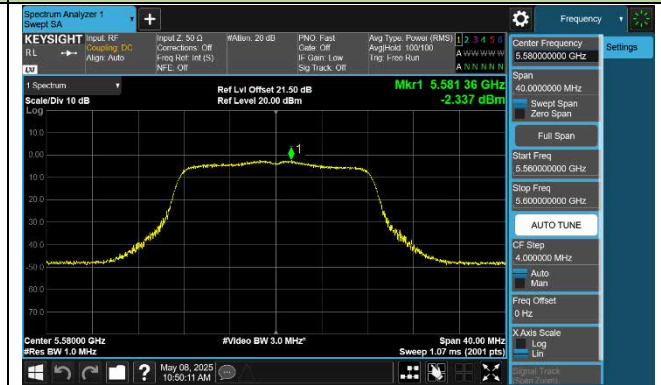 Spectrum Analyzer 1
Swept SA
+
Frequency
KEYSIGHT
RL
Input: RF
Coupling: DC
Align: Auto
Input Z: 50 Ω
Corrections: Off
Freq Ref: Int (S)
NFE: Off
#Atten: 20 dB
PNO: Fast
Gate: Off
IF Gain: Low
Sig Track: Off
Avg Type: Power (RMS)
Avg|Hold: 100/100
Trig: Free Run
1 2 3 4 5 6
A W W W W W
A N N N N N
LXI
1 Spectrum
Scale/Div 10 dB
Log
Ref Lvl Offset 21.50 dB
Ref Level 20.00 dBm
Mkr1 5.581 36 GHz
-2.337 dBm
10.0
0.00
-10.0
-20.0
-30.0
-40.0
-50.0
-60.0
-70.0
1
Center 5.58000 GHz
#Res BW 1.0 MHz
#Video BW 3.0 MHz*
Span 40.00 MHz
Sweep 1.07 ms (2001 pts)
Center Frequency
5.580000000 GHz
Settings
Span
40.0000000 MHz
Swept Span
Zero Span
Full Span
Start Freq
5.560000000 GHz
Stop Freq
5.600000000 GHz
AUTO TUNE
CF Step
4.000000 MHz
Auto
Man
Freq Offset
0 Hz
X Axis Scale
Log
Lin
Signal Track
(Span Zoom)
?
May 08, 2025
10:50:11 AM